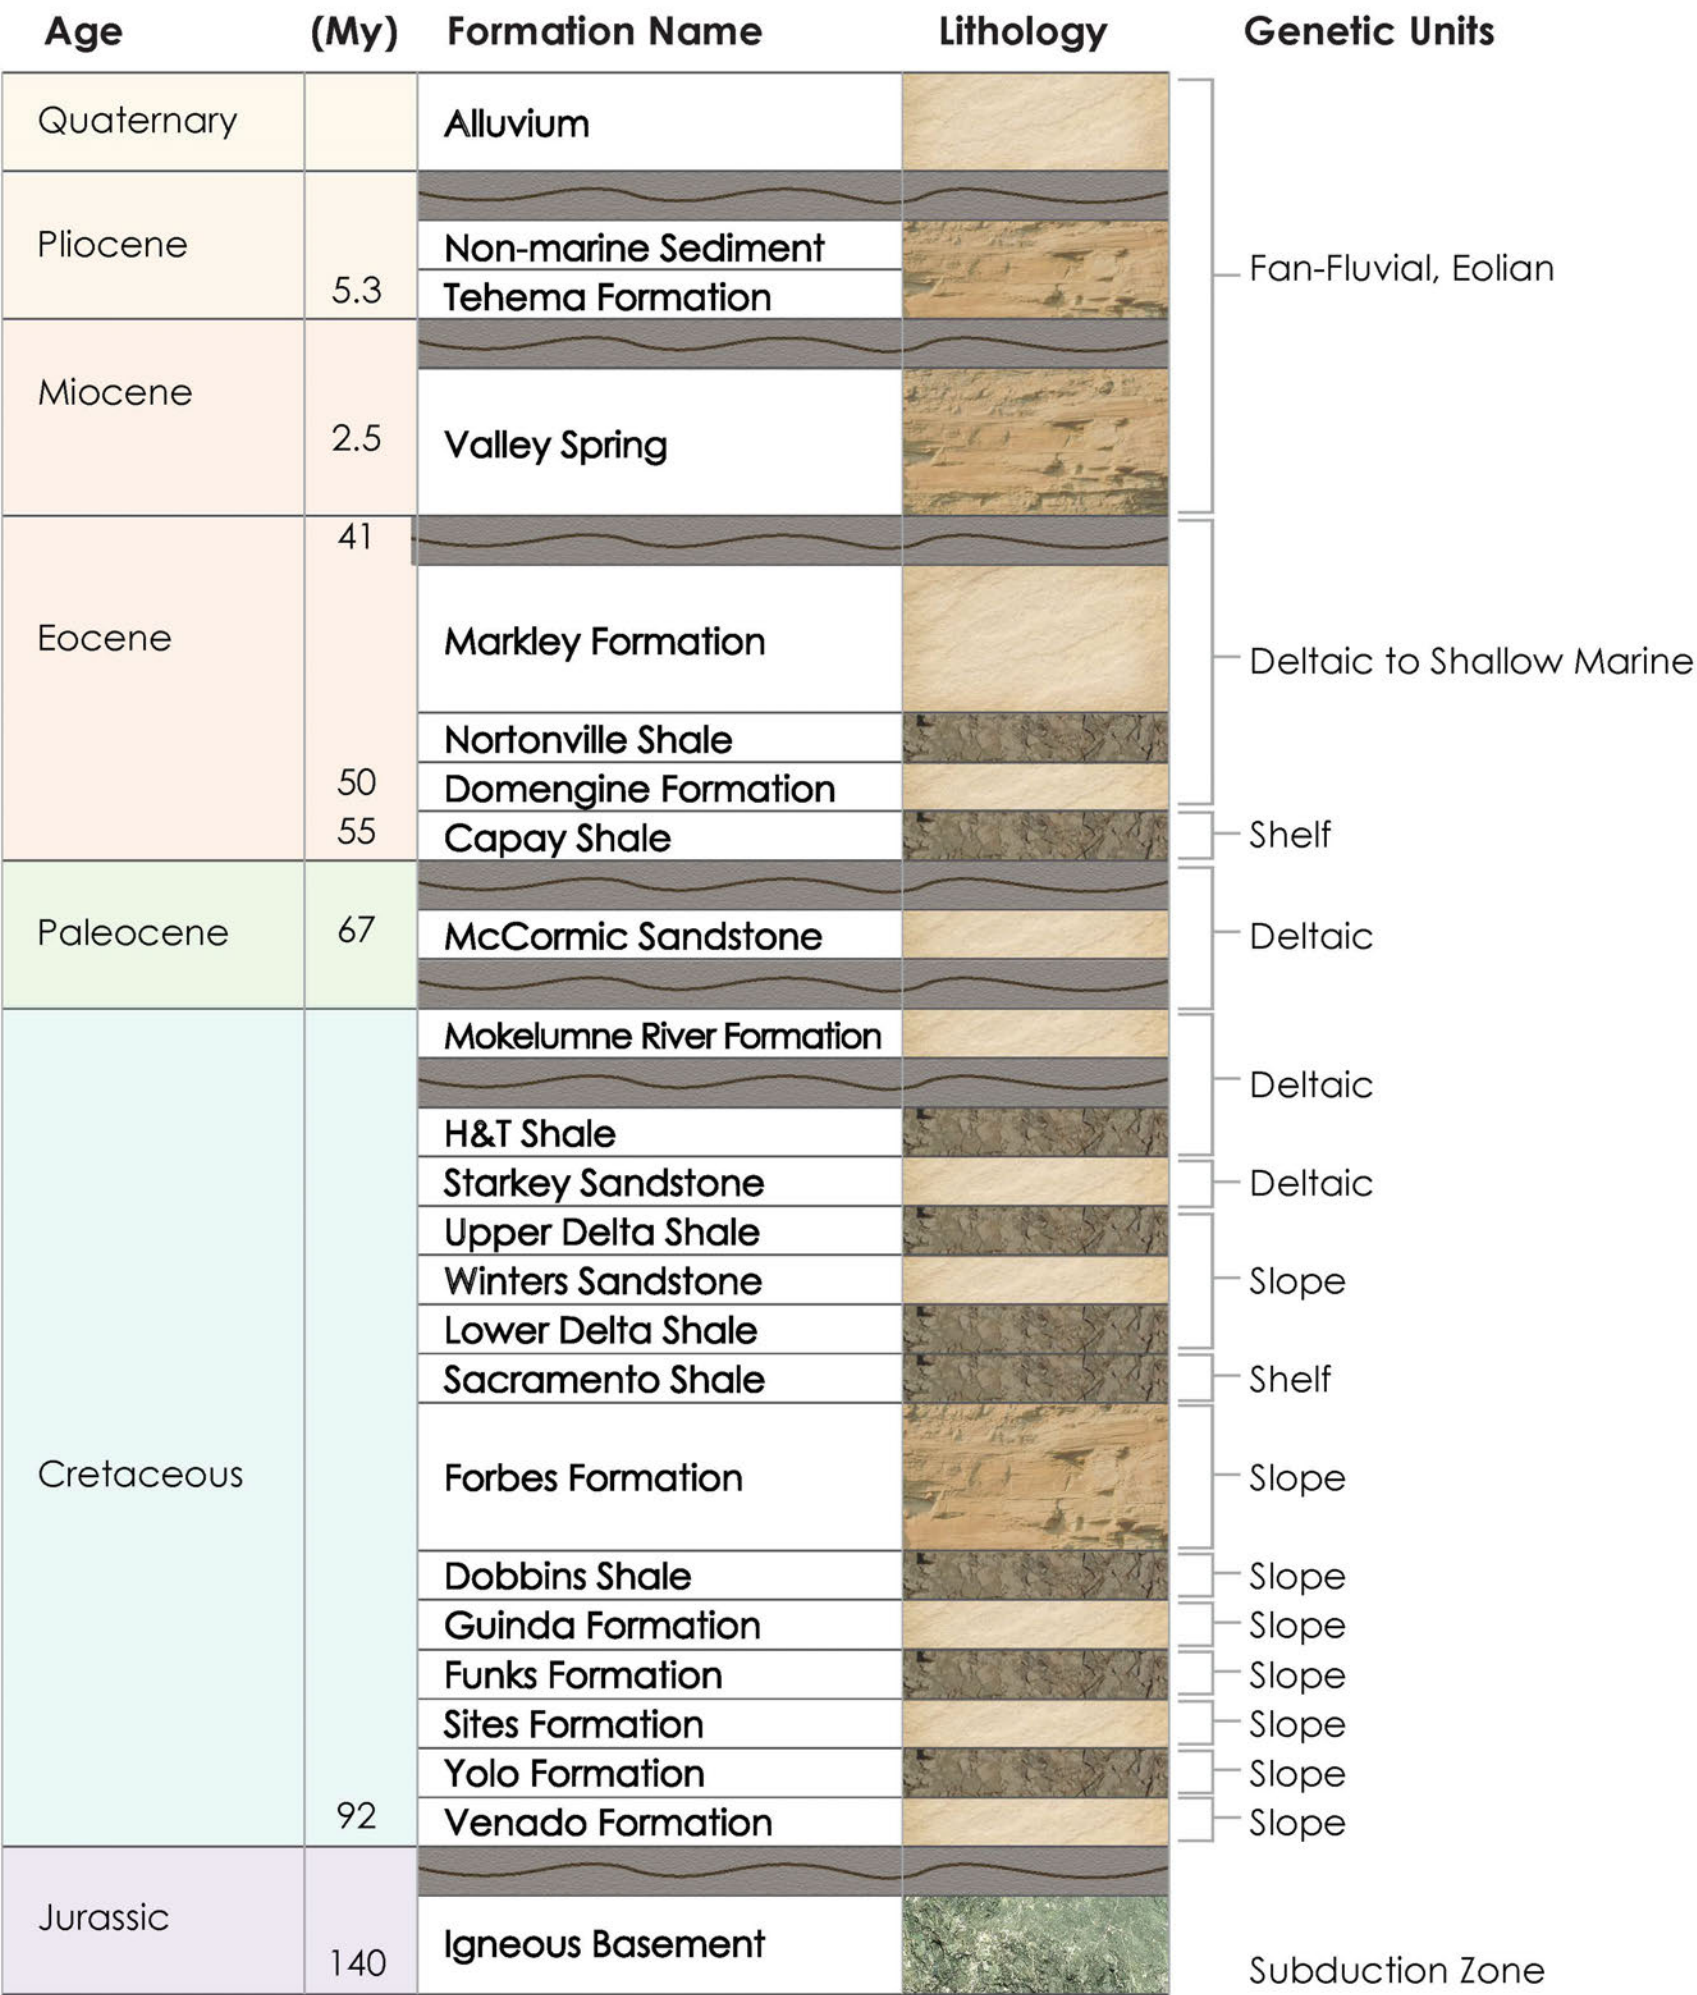 Age (My) Formation Name Lithology Genetic Units
Quaternary Alluvium
Pliocene Non-marine Sediment Fan-Fluvial, Eolian
5.3 Tehema Formation
Miocene
2.5 Valley Spring
41
Eocene Markley Formation Deltaic to Shallow Marine
Nortonville Shale
50 Domengine Formation
55 Capay Shale Shelf
Paleocene 67 McCormic Sandstone Deltaic
Mokelumne River Formation
Deltaic
H&T Shale
Starkey Sandstone Deltaic
Upper Delta Shale
Winters Sandstone Slope
Lower Delta Shale
Sacramento Shale Shelf
Cretaceous Forbes Formation Slope
Dobbins Shale Slope
Guinda Formation Slope
Funks Formation Slope
Sites Formation Slope
Yolo Formation Slope
92 Venado Formation Slope
Jurassic
Igneous Basement
140 Subduction Zone